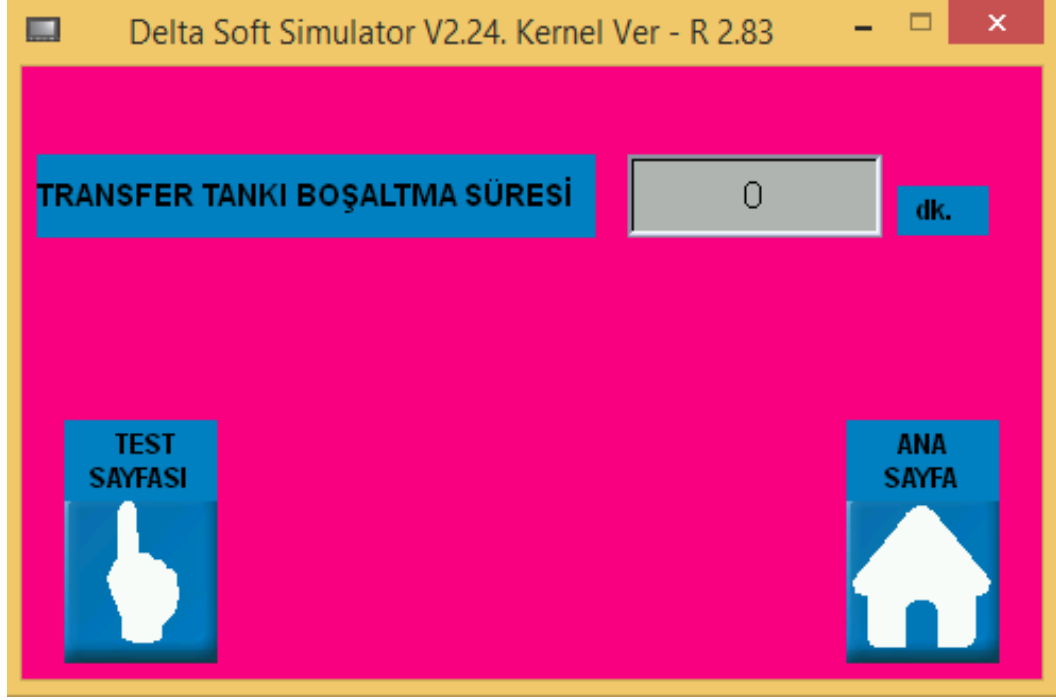 Delta Soft Simulator V2.24. Kernel Ver - R 2.83
TRANSFER TANKI BOŞALTMA SÜRESİ
0
dk.
TEST
SAYFASI
ANA
SAYFA